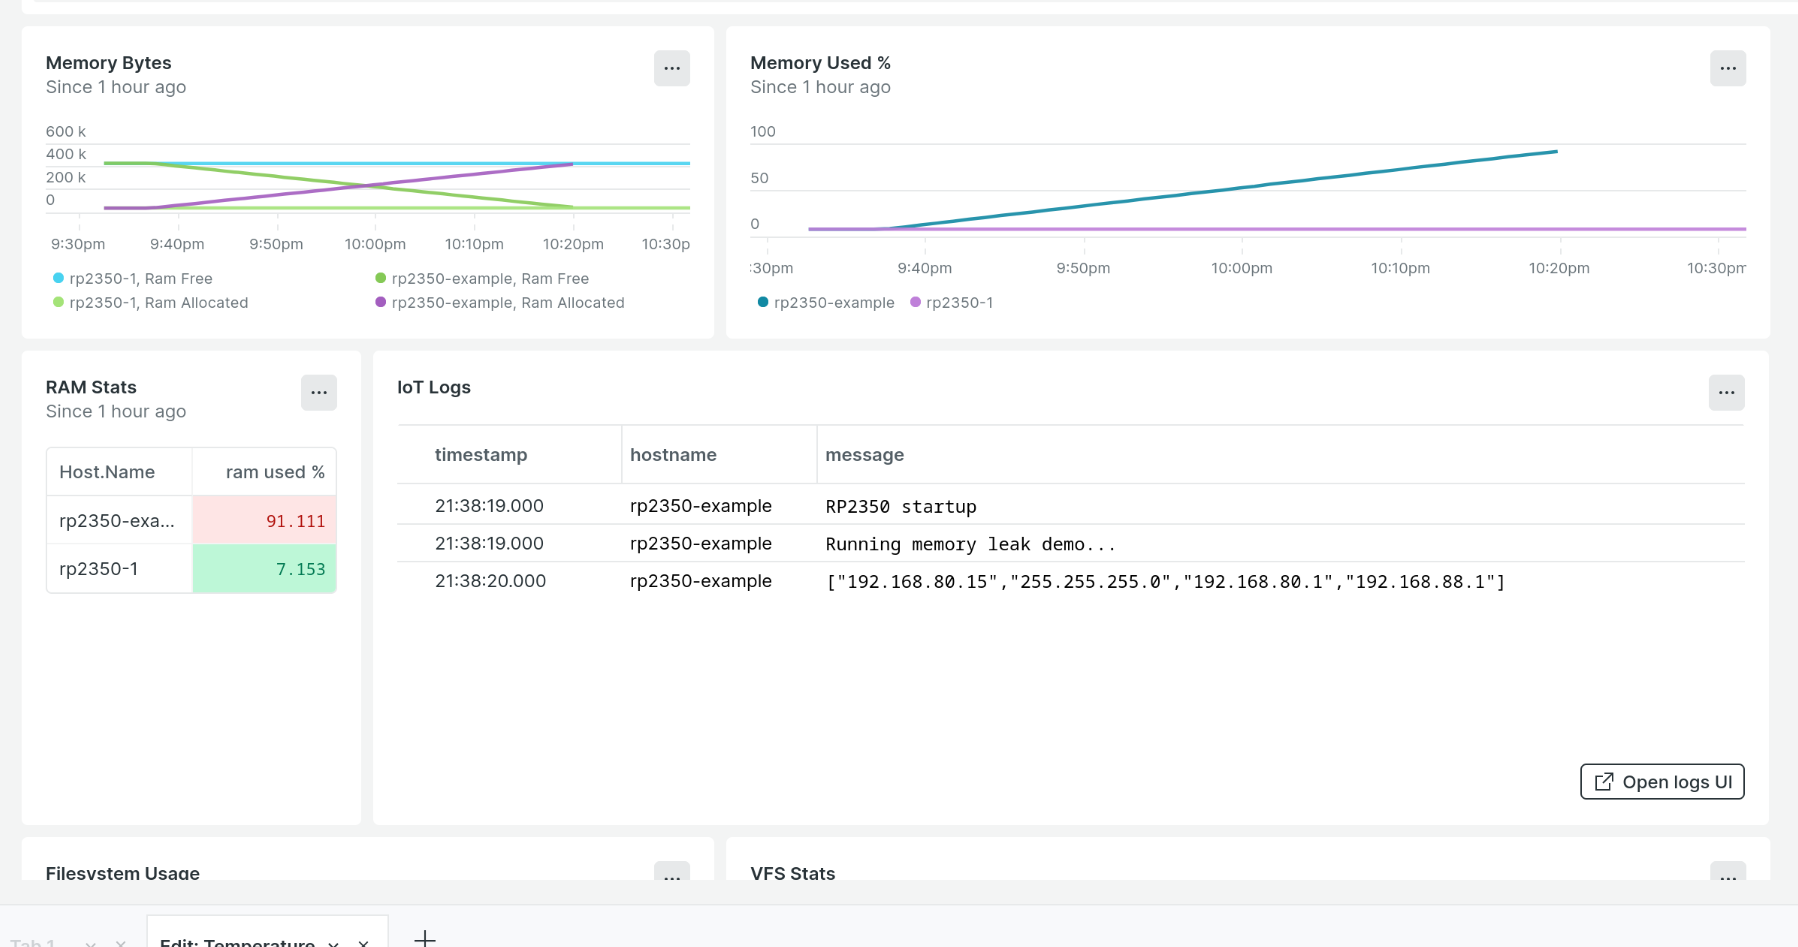 Memory Bytes
Since 1 hour ago
...
600 k
400 k
200 k
0
9:30pm 9:40pm 9:50pm 10:00pm 10:10pm 10:20pm 10:30p
rp2350-1, Ram Free rp2350-example, Ram Free
rp2350-1, Ram Allocated rp2350-example, Ram Allocated
Memory Used %
Since 1 hour ago
...
100
50
0
:30pm 9:40pm 9:50pm 10:00pm 10:10pm 10:20pm 10:30pm
rp2350-example rp2350-1
RAM Stats
Since 1 hour ago
...
Host.Name ram used %
rp2350-exa... 91.111
rp2350-1 7.153
IoT Logs
...
timestamp hostname message
21:38:19.000 rp2350-example RP2350 startup
21:38:19.000 rp2350-example Running memory leak demo...
21:38:20.000 rp2350-example ["192.168.80.15","255.255.255.0","192.168.80.1","192.168.88.1"]
Open logs UI
Filesystem Usage
...
VFS Stats
...
Tab 1 Edit: Temperature